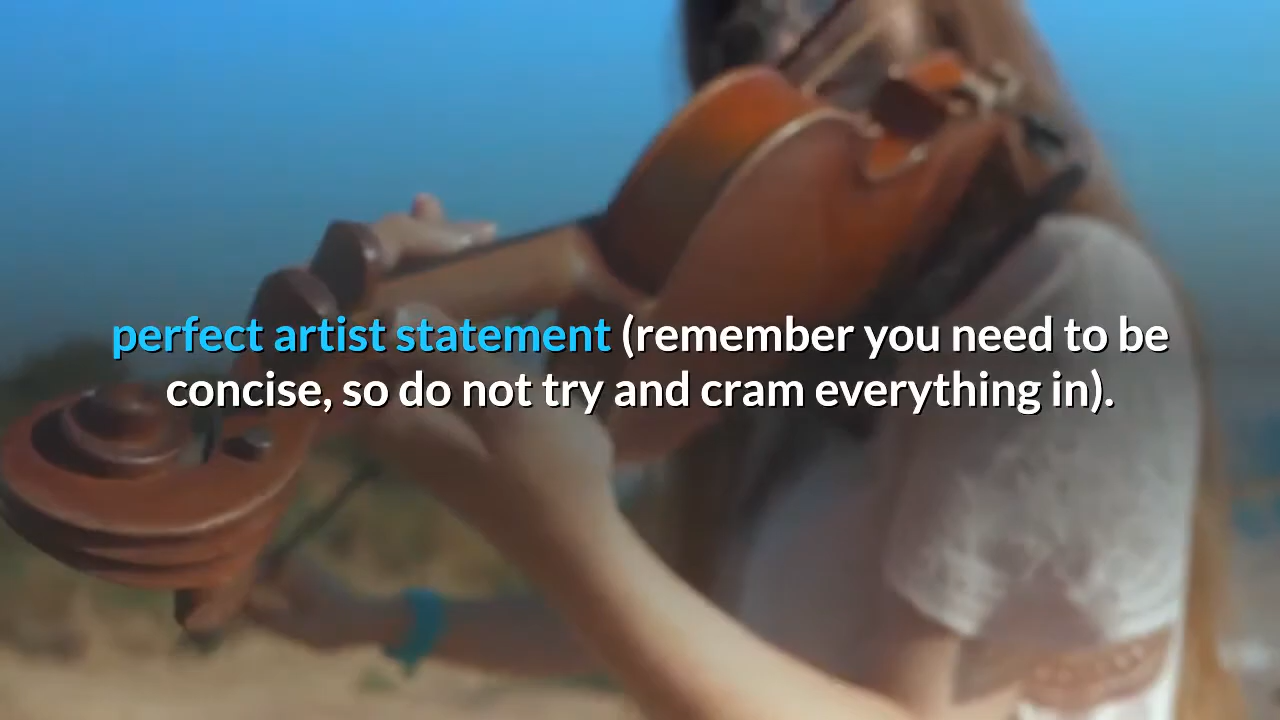 perfect artist statement (remember you need to be
concise, so do not try and cram everything in).